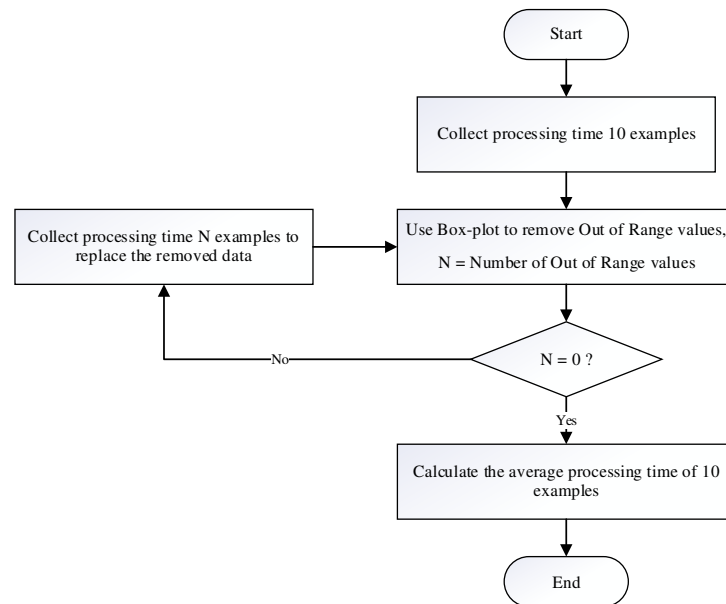 Start
Collect processing time 10 examples
Use Box-plot to remove Out of Range values,
N = Number of Out of Range values
Collect processing time N examples to
replace the removed data
N = 0 ?
No
Yes
Calculate the average processing time of 10
examples
End